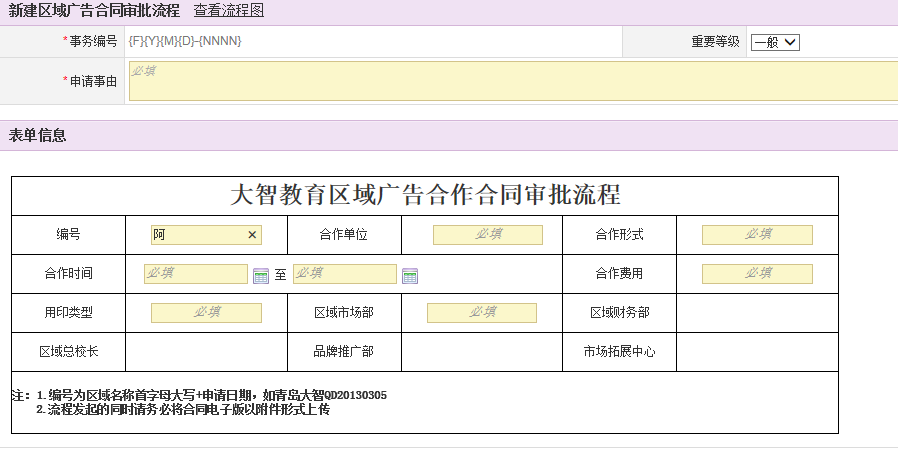 新建区域广告合同审批流程 查看流程图
*事务编号 {F}{Y}{M}{D}-{NNNN} 重要等级 一般
*申请事由 必填
表单信息
大智教育区域广告合作合同审批流程
编号 阿 × 合作单位 必填 合作形式 必填
合作时间 必填 至 必填 合作费用 必填
用印类型 必填 区域市场部 必填 区域财务部
区域总校长 品牌推广部 市场拓展中心
注：1.编号为区域名称首字母大写+申请日期，如青岛大智QD20130305
2.流程发起的同时请务必将合同电子版以附件形式上传